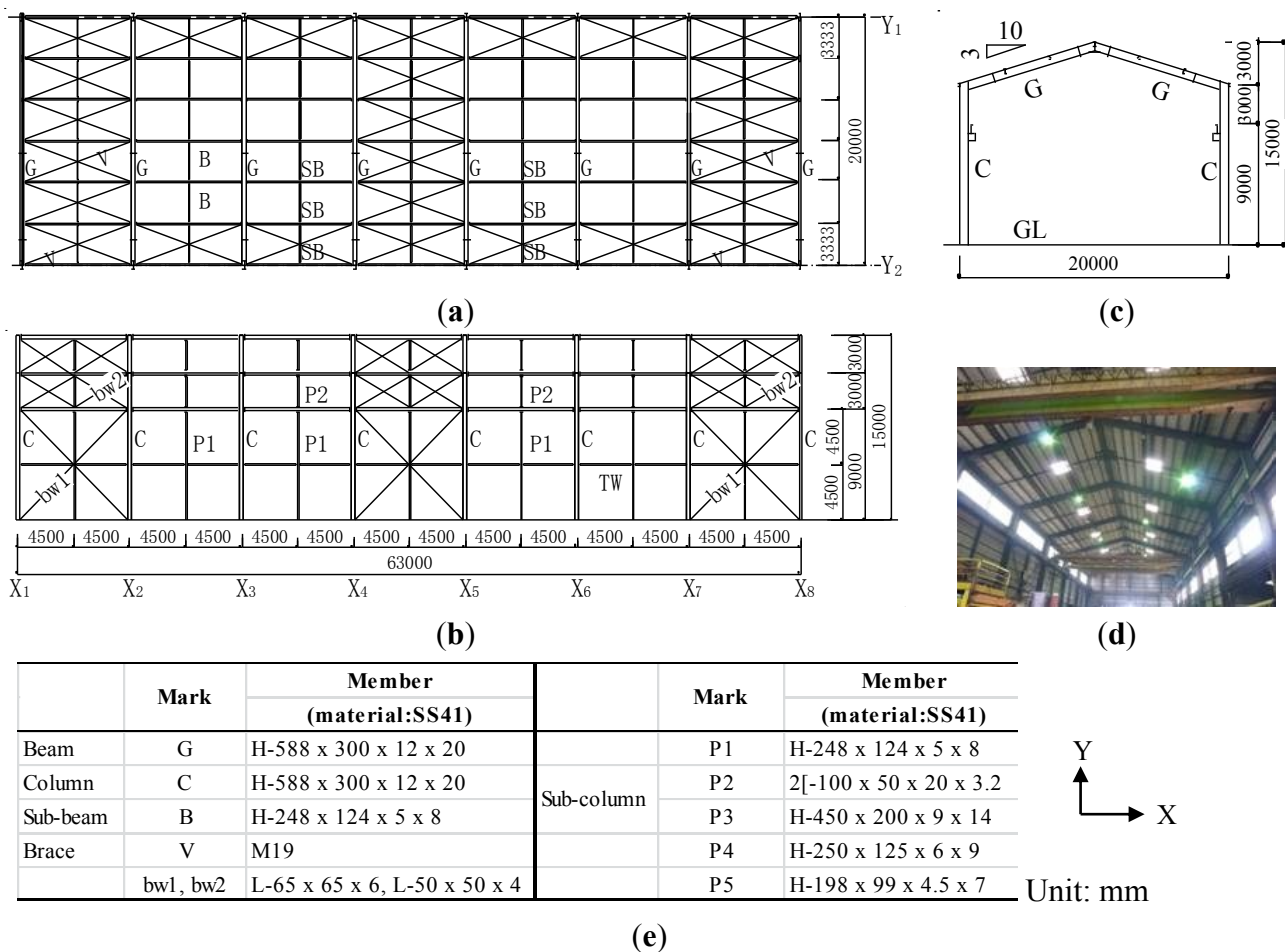 Y1
3333
20000
3333
Y2
V G B G SB G SB G V G
B SB SB
V SB SB V
(a)
10
3
G G
3000
3000
15000
9000
C C
GL
20000
(c)
bw2 P2 P2 bw2
C C P1 C P1 C C P1 C C C
bw1 TW bw1
3000
3000
15000
4500
9000
4500
4500 4500 4500 4500 4500 4500 4500 4500 4500 4500 4500 4500 4500 4500
63000
X1 X2 X3 X4 X5 X6 X7 X8
(b)
(d)
Mark Member Mark Member
(material:SS41) (material:SS41)
Beam G H-588 x 300 x 12 x 20 P1 H-248 x 124 x 5 x 8
Column C H-588 x 300 x 12 x 20 Sub-column P2 2[-100 x 50 x 20 x 3.2
Sub-beam B H-248 x 124 x 5 x 8 P3 H-450 x 200 x 9 x 14
Brace V M19 P4 H-250 x 125 x 6 x 9
bw1, bw2 L-65 x 65 x 6, L-50 x 50 x 4 P5 H-198 x 99 x 4.5 x 7
Y
X
Unit: mm
(e)